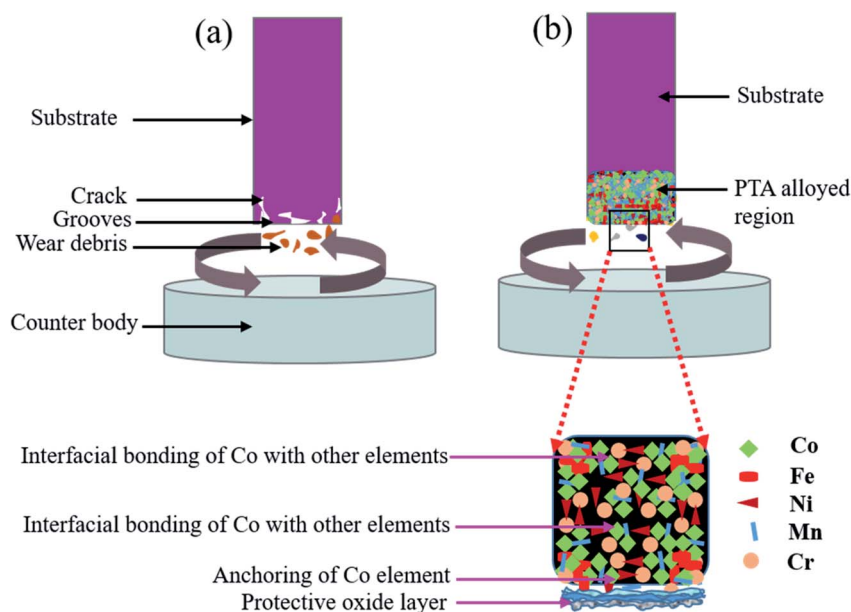 (a)
Substrate
Crack
Grooves
Wear debris
Counter body
(b)
Substrate
PTA alloyed
region
Interfacial bonding of Co with other elements
Interfacial bonding of Co with other elements
Anchoring of Co element
Protective oxide layer
Co
Fe
Ni
Mn
Cr